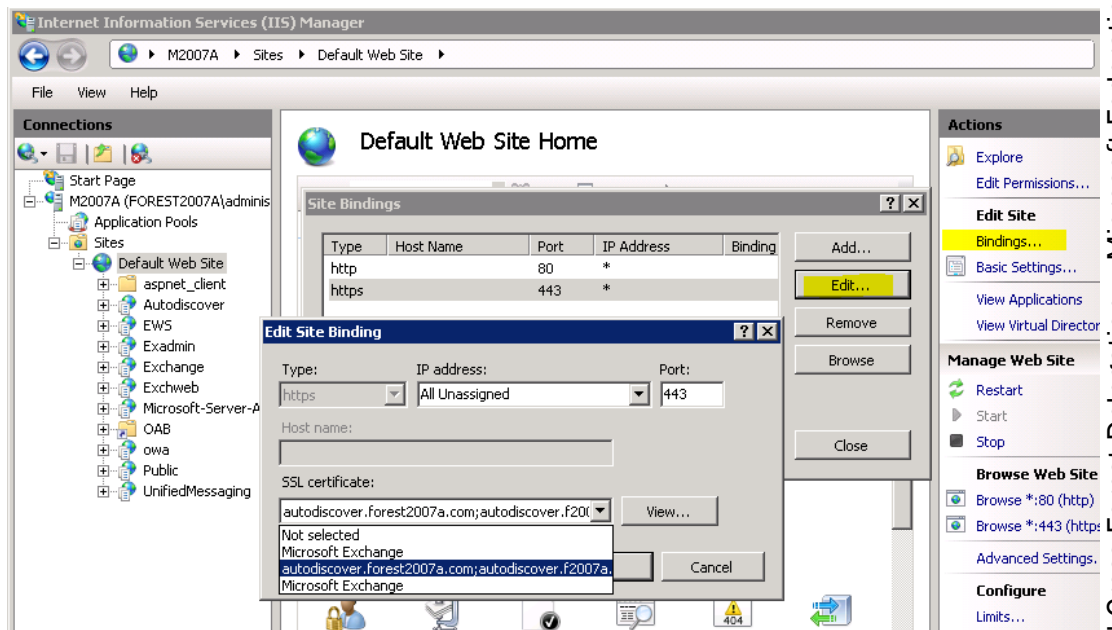 Internet Information Services (IIS) Manager
M2007A Sites Default Web Site
File View Help
Connections
Start Page
M2007A (FOREST2007A\adminis
Application Pools
Sites
Default Web Site
aspnet_client
Autodiscover
EWS
Exadmin
Exchange
Exchweb
Microsoft-Server-A
OAB
owa
Public
UnifiedMessaging
Default Web Site Home
Site Bindings
Type Host Name Port IP Address Binding
http 80 *
https 443 *
Add...
Edit...
Remove
Browse
Close
Edit Site Binding
Type: IP address: Port:
https All Unassigned 443
Host name:
SSL certificate:
autodiscover.forest2007a.com;autodiscover.f200
View...
Not selected
Microsoft Exchange
autodiscover.forest2007a.com;autodiscover.f2007a.
Microsoft Exchange
Cancel
404
Actions
Explore
Edit Permissions...
Edit Site
Bindings...
Basic Settings...
View Applications
View Virtual Director
Manage Web Site
Restart
Start
Stop
Browse Web Site
Browse *:80 (http)
Browse *:443 (https
Advanced Settings.
Configure
Limits...